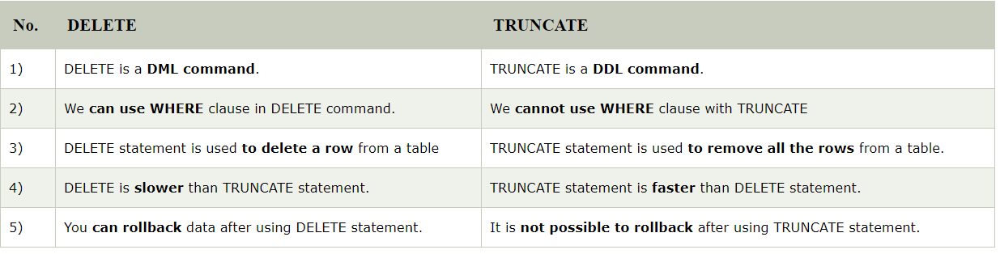 No. DELETE TRUNCATE
1) DELETE is a DML command. TRUNCATE is a DDL command.
2) We can use WHERE clause in DELETE command. We cannot use WHERE clause with TRUNCATE
3) DELETE statement is used to delete a row from a table TRUNCATE statement is used to remove all the rows from a table.
4) DELETE is slower than TRUNCATE statement. TRUNCATE statement is faster than DELETE statement.
5) You can rollback data after using DELETE statement. It is not possible to rollback after using TRUNCATE statement.